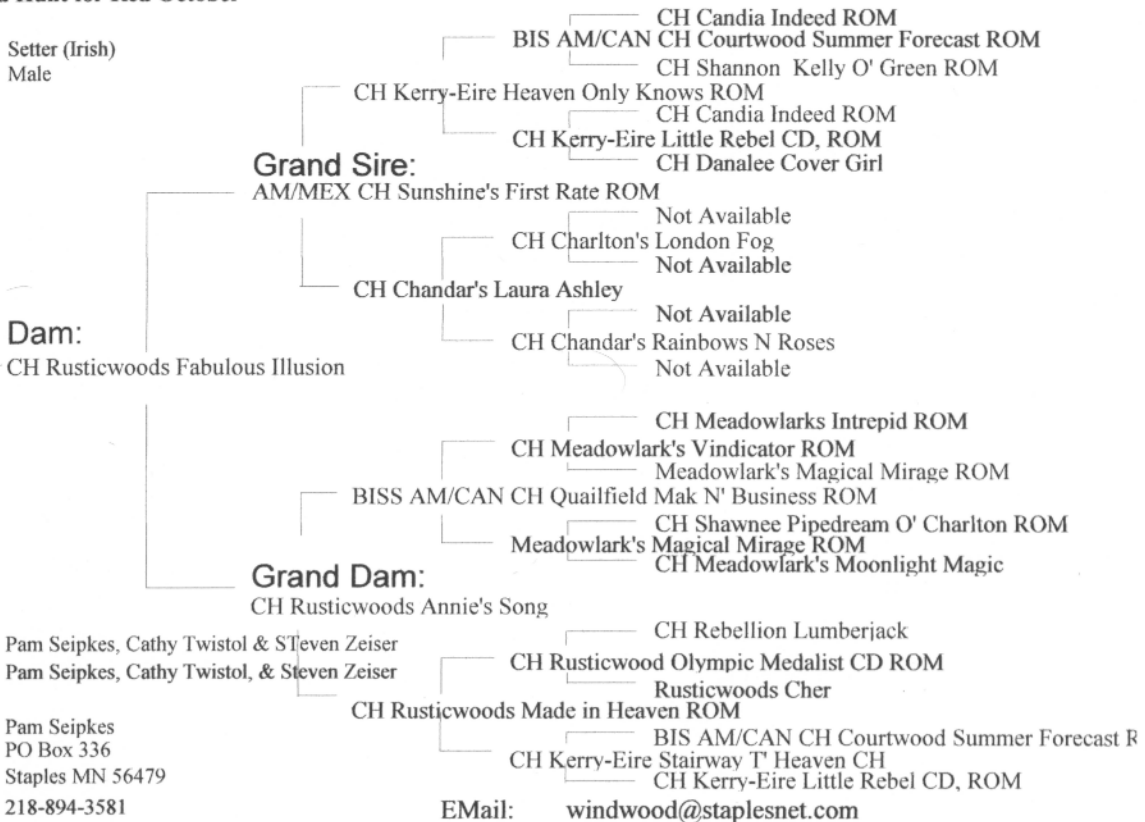 Hunt for Red October
Setter (Irish)
Male
CH Candia Indeed ROM
BIS AM/CAN CH Courtwood Summer Forecast ROM
CH Shannon Kelly O' Green ROM
CH Kerry-Eire Heaven Only Knows ROM
CH Candia Indeed ROM
CH Kerry-Eire Little Rebel CD, ROM
CH Danalee Cover Girl
Grand Sire:
AM/MEX CH Sunshine's First Rate ROM
Not Available
CH Charlton's London Fog
Not Available
CH Chandar's Laura Ashley
Not Available
CH Chandar's Rainbows N Roses
Not Available
Dam:
CH Rusticwoods Fabulous Illusion
CH Meadowlarks Intrepid ROM
CH Meadowlark's Vindicator ROM
Meadowlark's Magical Mirage ROM
BISS AM/CAN CH Quailfield Mak N' Business ROM
CH Shawnee Pipedream O' Charlton ROM
Meadowlark's Magical Mirage ROM
CH Meadowlark's Moonlight Magic
Grand Dam:
CH Rusticwoods Annie's Song
CH Rebellion Lumberjack
CH Rusticwood Olympic Medalist CD ROM
Rusticwoods Cher
CH Rusticwoods Made in Heaven ROM
BIS AM/CAN CH Courtwood Summer Forecast R
CH Kerry-Eire Stairway T' Heaven CH
CH Kerry-Eire Little Rebel CD, ROM
Pam Seipkes, Cathy Twistol & STeven Zeiser
Pam Seipkes, Cathy Twistol, & Steven Zeiser
Pam Seipkes
PO Box 336
Staples MN 56479
218-894-3581
EMail: windwood@staplesnet.com